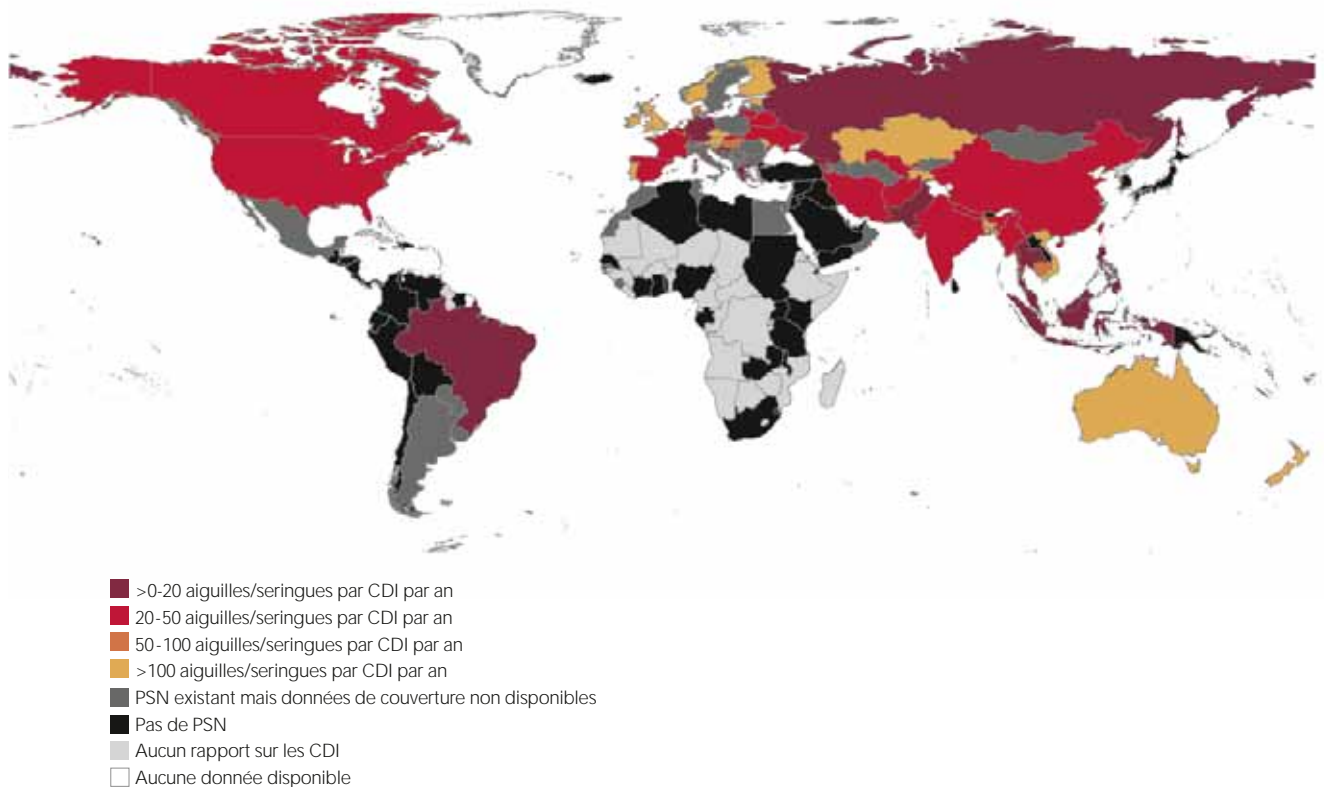 >0-20 aiguilles/seringues par CDI par an
20-50 aiguilles/seringues par CDI par an
50-100 aiguilles/seringues par CDI par an
>100 aiguilles/seringues par CDI par an
PSN existant mais données de couverture non disponibles
Pas de PSN
Aucun rapport sur les CDI
Aucune donnée disponible